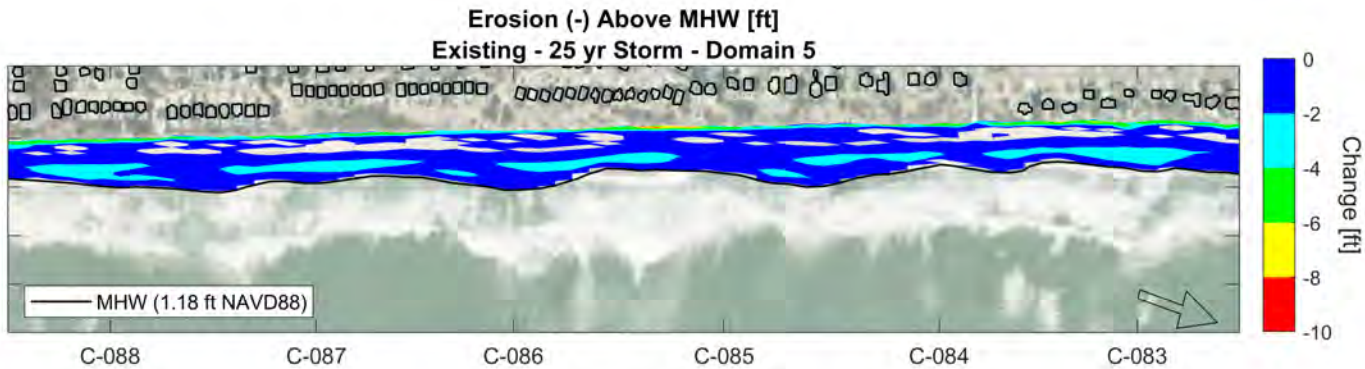 Erosion (-) Above MHW [ft]
Existing - 25 yr Storm - Domain 5
0
-2
-4
-6
-8
-10
Change [ft]
MHW (1.18 ft NAVD88)
C-088 C-087 C-086 C-085 C-084 C-083